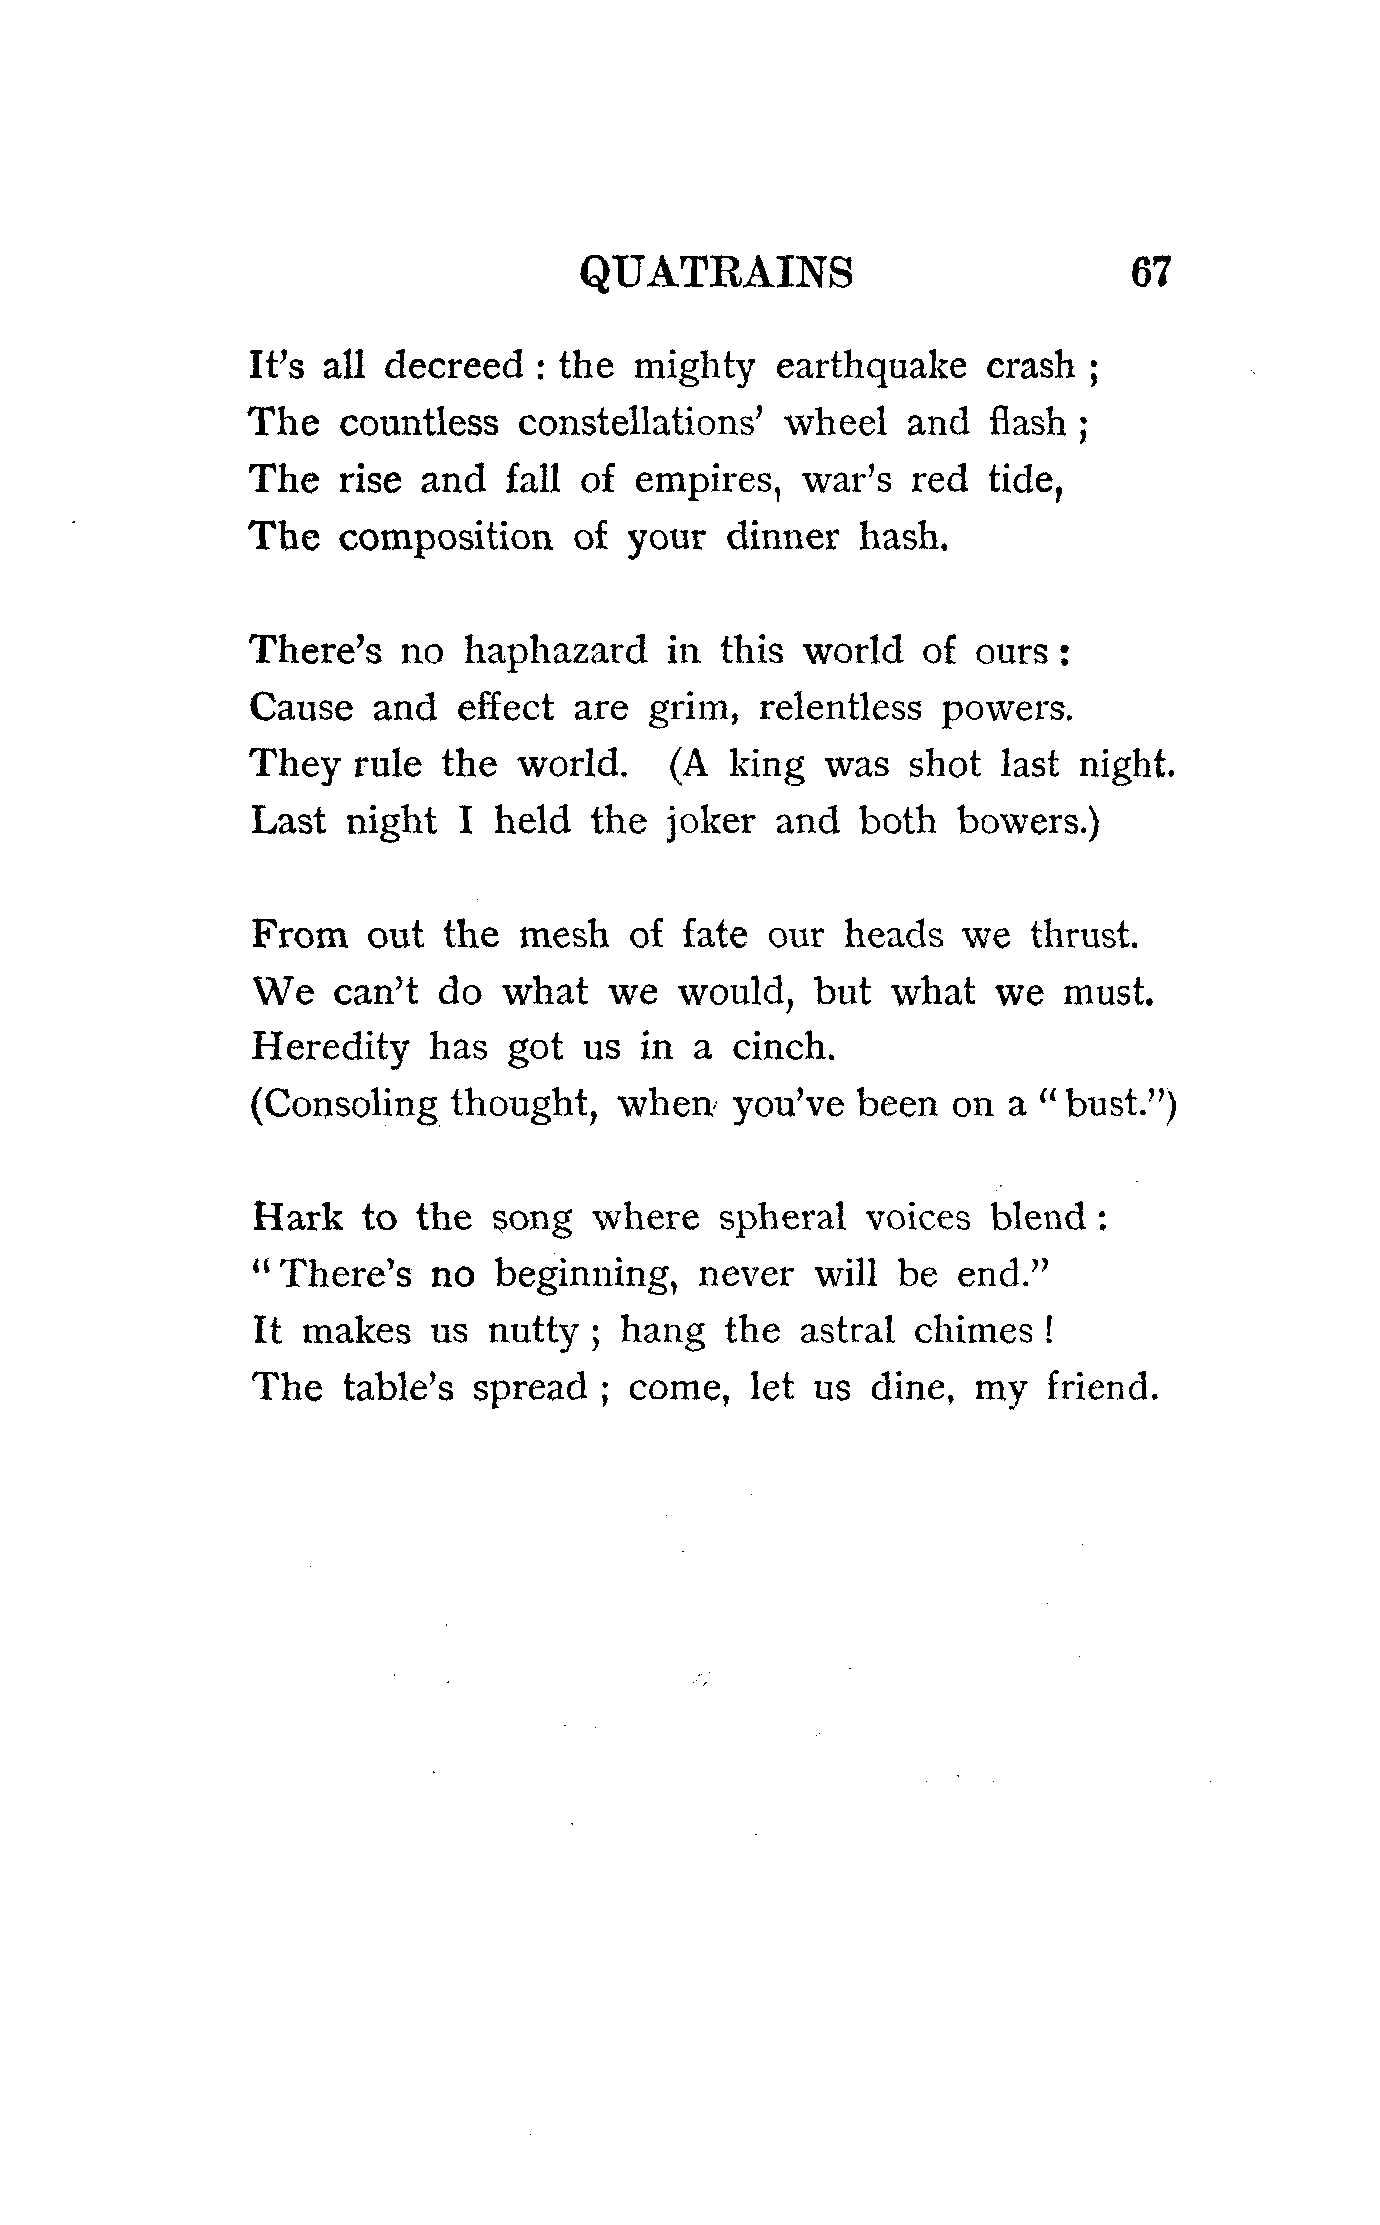 QUATRAINS 67
It's all decreed : the mighty earthquake crash ;
The countless constellations' wheel and flash ;
The rise and fall of empires, war's red tide,
The composition of your dinner hash.
There's no haphazard in this world of ours :
Cause and effect are grim, relentless powers.
They rule the world. (A king was shot last night.
Last night I held the joker and both bowers.)
From out the mesh of fate our heads we thrust.
We can't do what we would, but what we must.
Heredity has got us in a cinch.
(Consoling thought, when you've been on a “ bust.”)
Hark to the song where spheral voices blend :
“ There's no beginning, never will be end.”
It makes us nutty ; hang the astral chimes !
The table's spread ; come, let us dine, my friend.